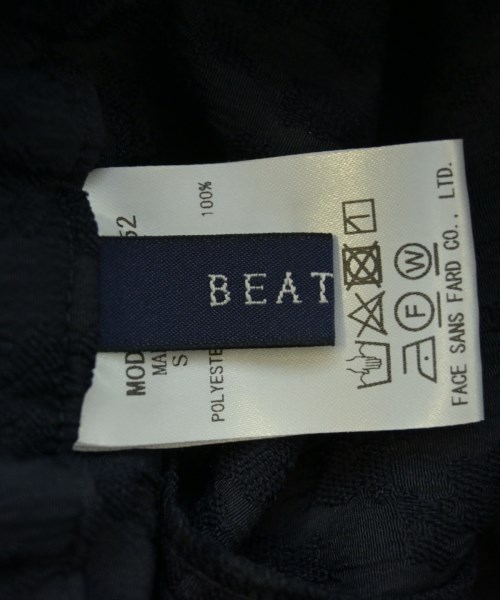 BEAT
MOD
52
MA
S
POLYESTE
100%
F
W
FACE SANS FARD CO., LTD.